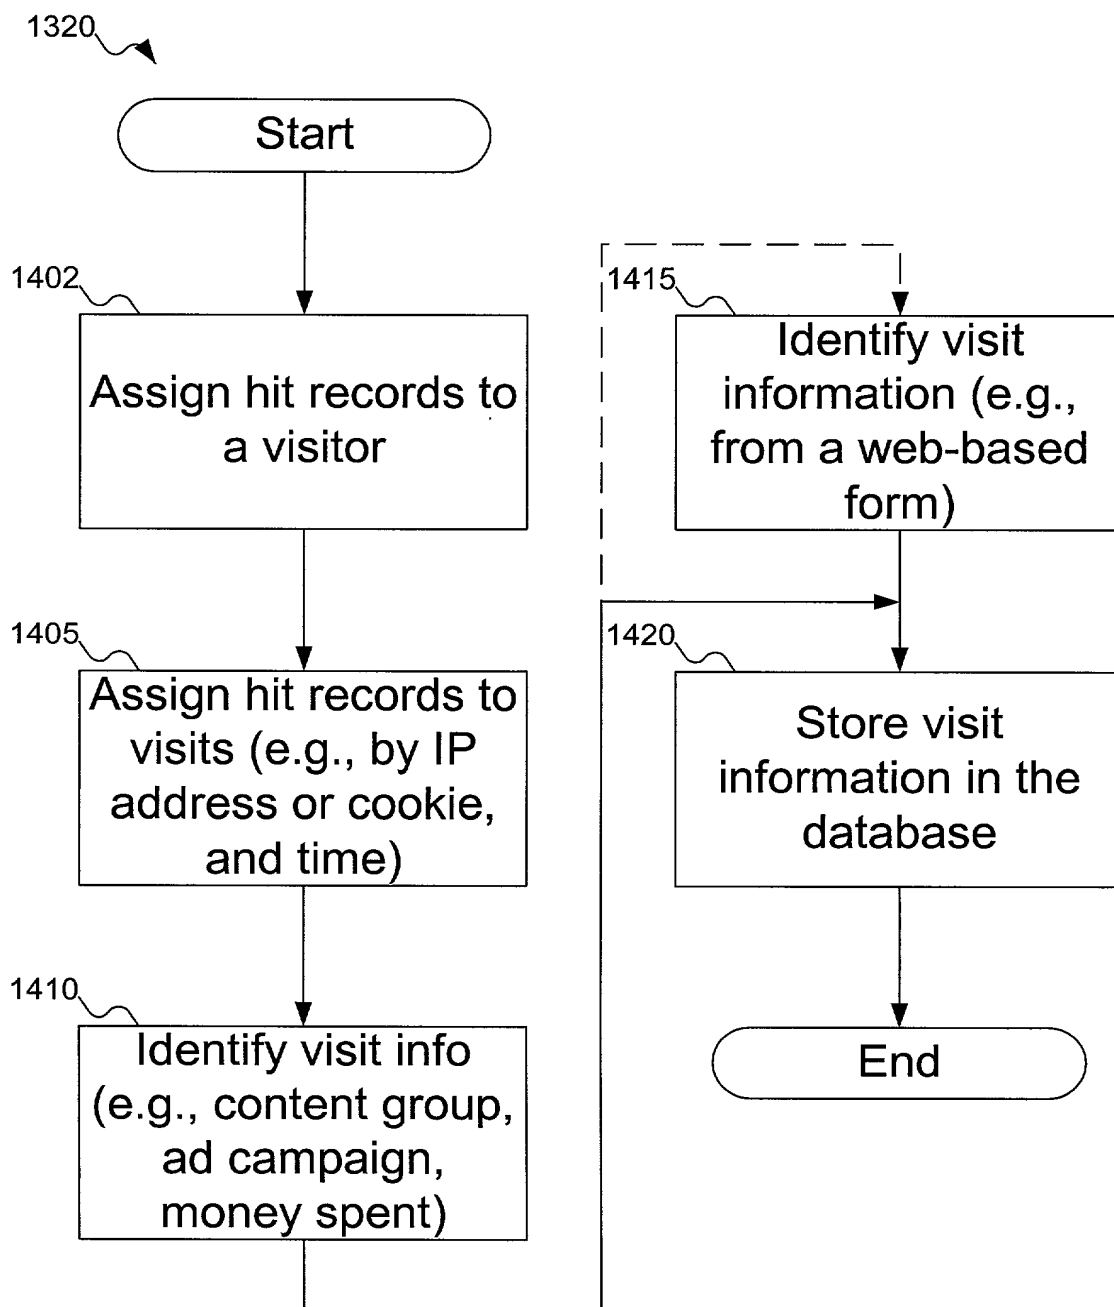 1320
Start
1402
Assign hit records to
a visitor
1405
Assign hit records to
visits (e.g., by IP
address or cookie,
and time)
1410
Identify visit info
(e.g., content group,
ad campaign,
money spent)
1415
Identify visit
information (e.g.,
from a web-based
form)
1420
Store visit
information in the
database
End